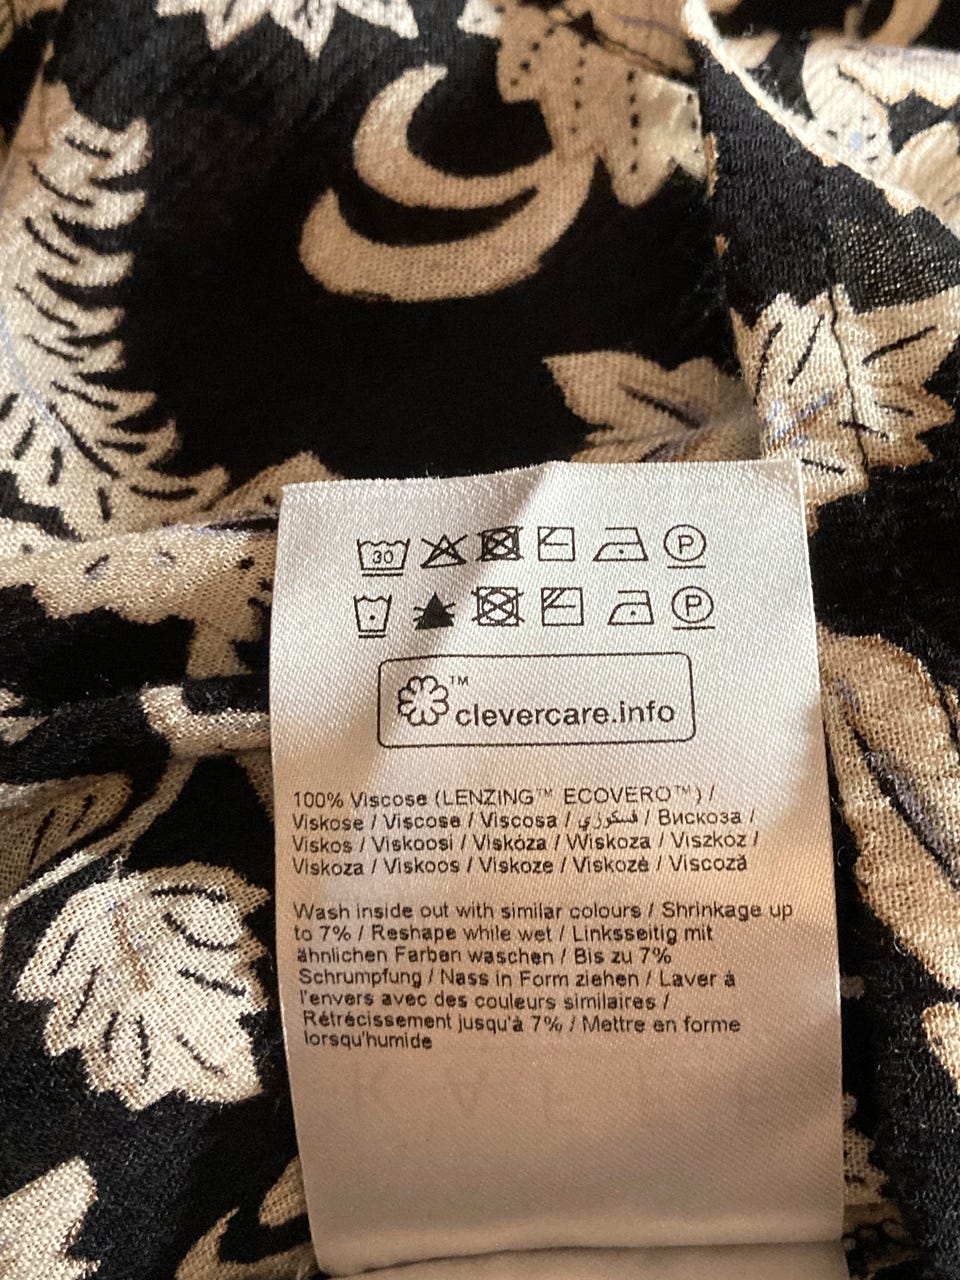 30 P
P
™
clevercare.info
100% Viscose (LENZING™ ECOVERO™) /
Viskose / Viscose / Viscosa / فسكوزي / Вискоза /
Viskos / Viskoosi / Viskóza / Wiskoza / Viszkóz /
Viskoza / Viskoos / Viskoze / Viskozė / Viscoză
Wash inside out with similar colours / Shrinkage up
to 7% / Reshape while wet / Linksseitig mit
ähnlichen Farben waschen / Bis zu 7%
Schrumpfung / Nass in Form ziehen / Laver à
l'envers avec des couleurs similaires /
Rétrécissement jusqu'à 7% / Mettre en forme
lorsqu'humide